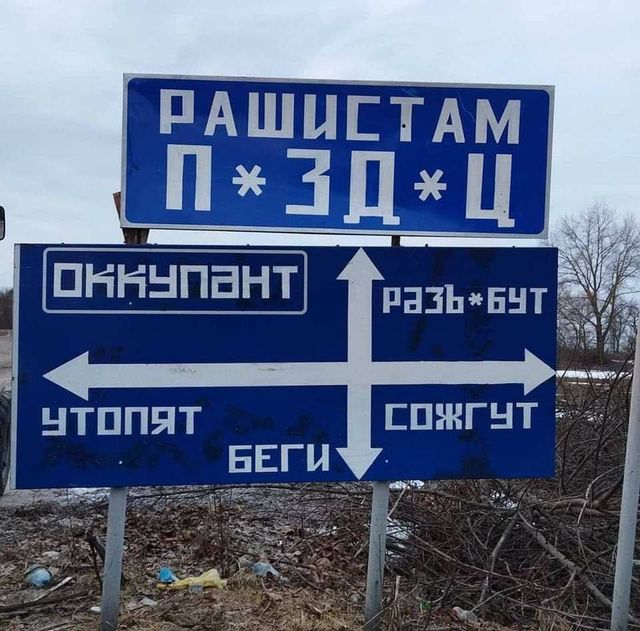 РАШИСТАМ
П*ЗД*Ц
ОККУПАНТ
РАЗЪ*БУТ
УТОПЯТ
СОЖГУТ
БЕГИ